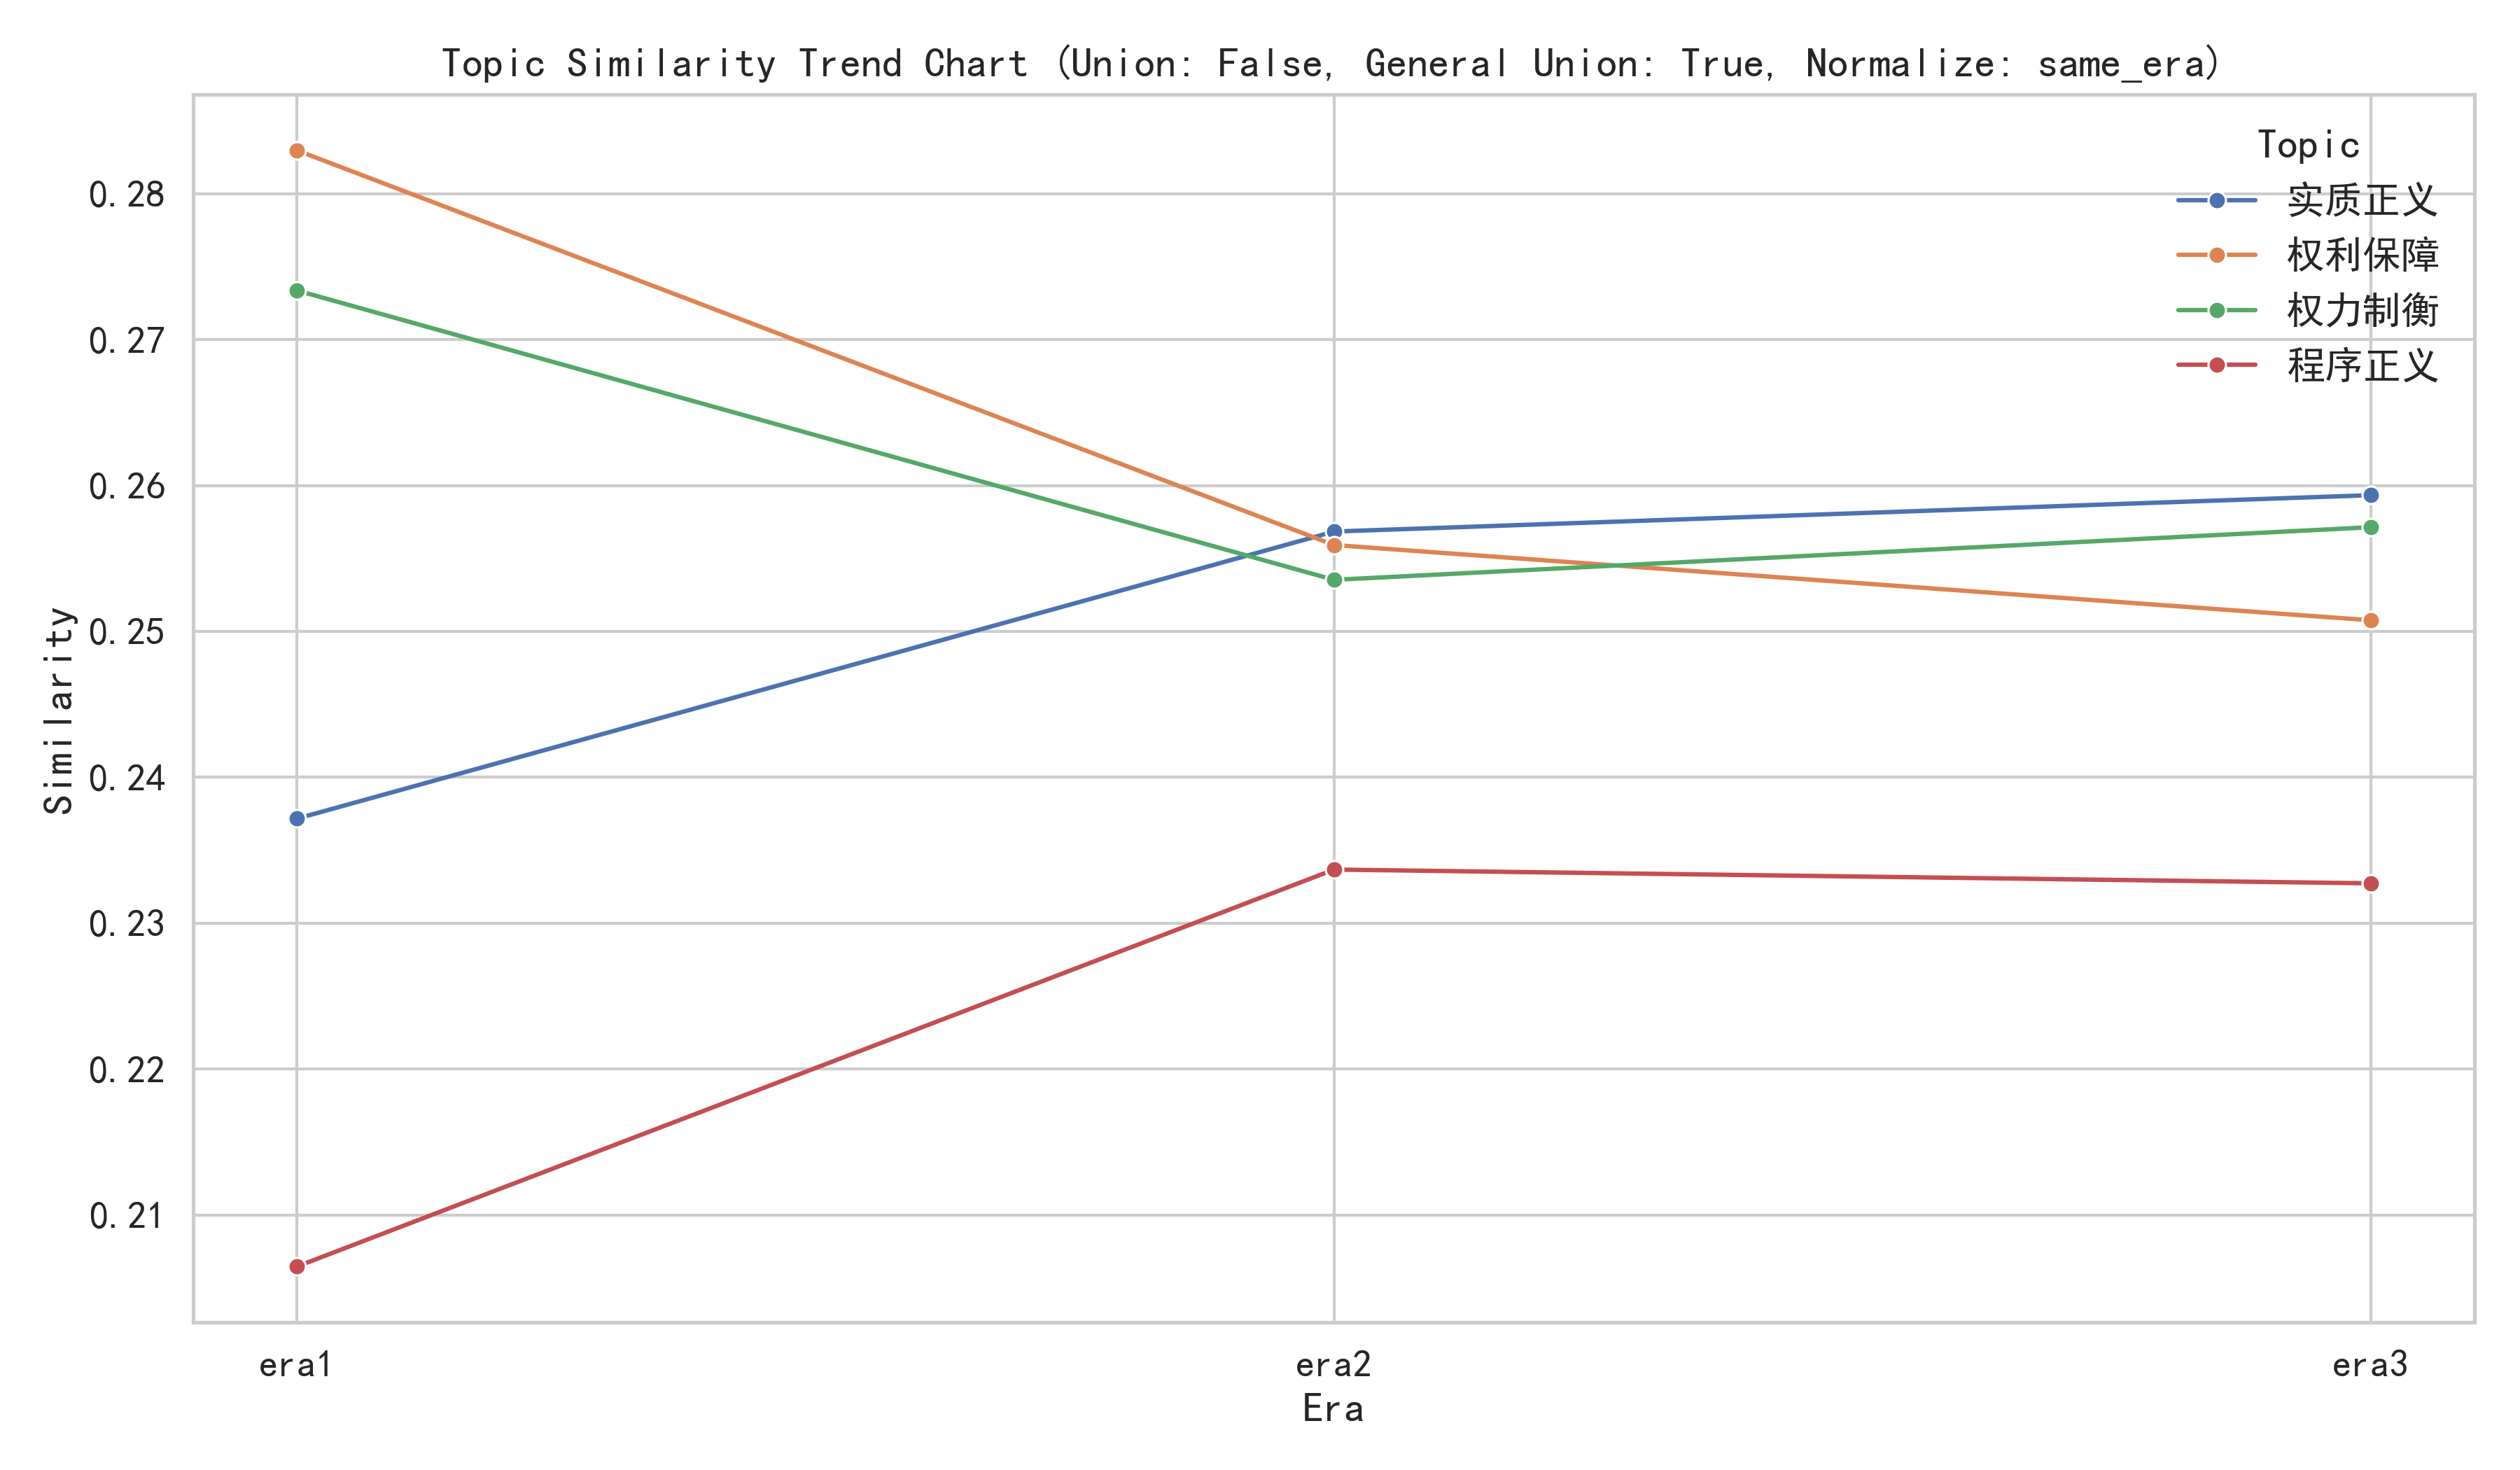 Topic Similarity Trend Chart (Union: False, General Union: True, Normalize: same_era)
Topic
实质正义
权利保障
权力制衡
程序正义
0.28
0.27
0.26
0.25
0.24
0.23
0.22
0.21
Similarity
era1
era2
era3
Era